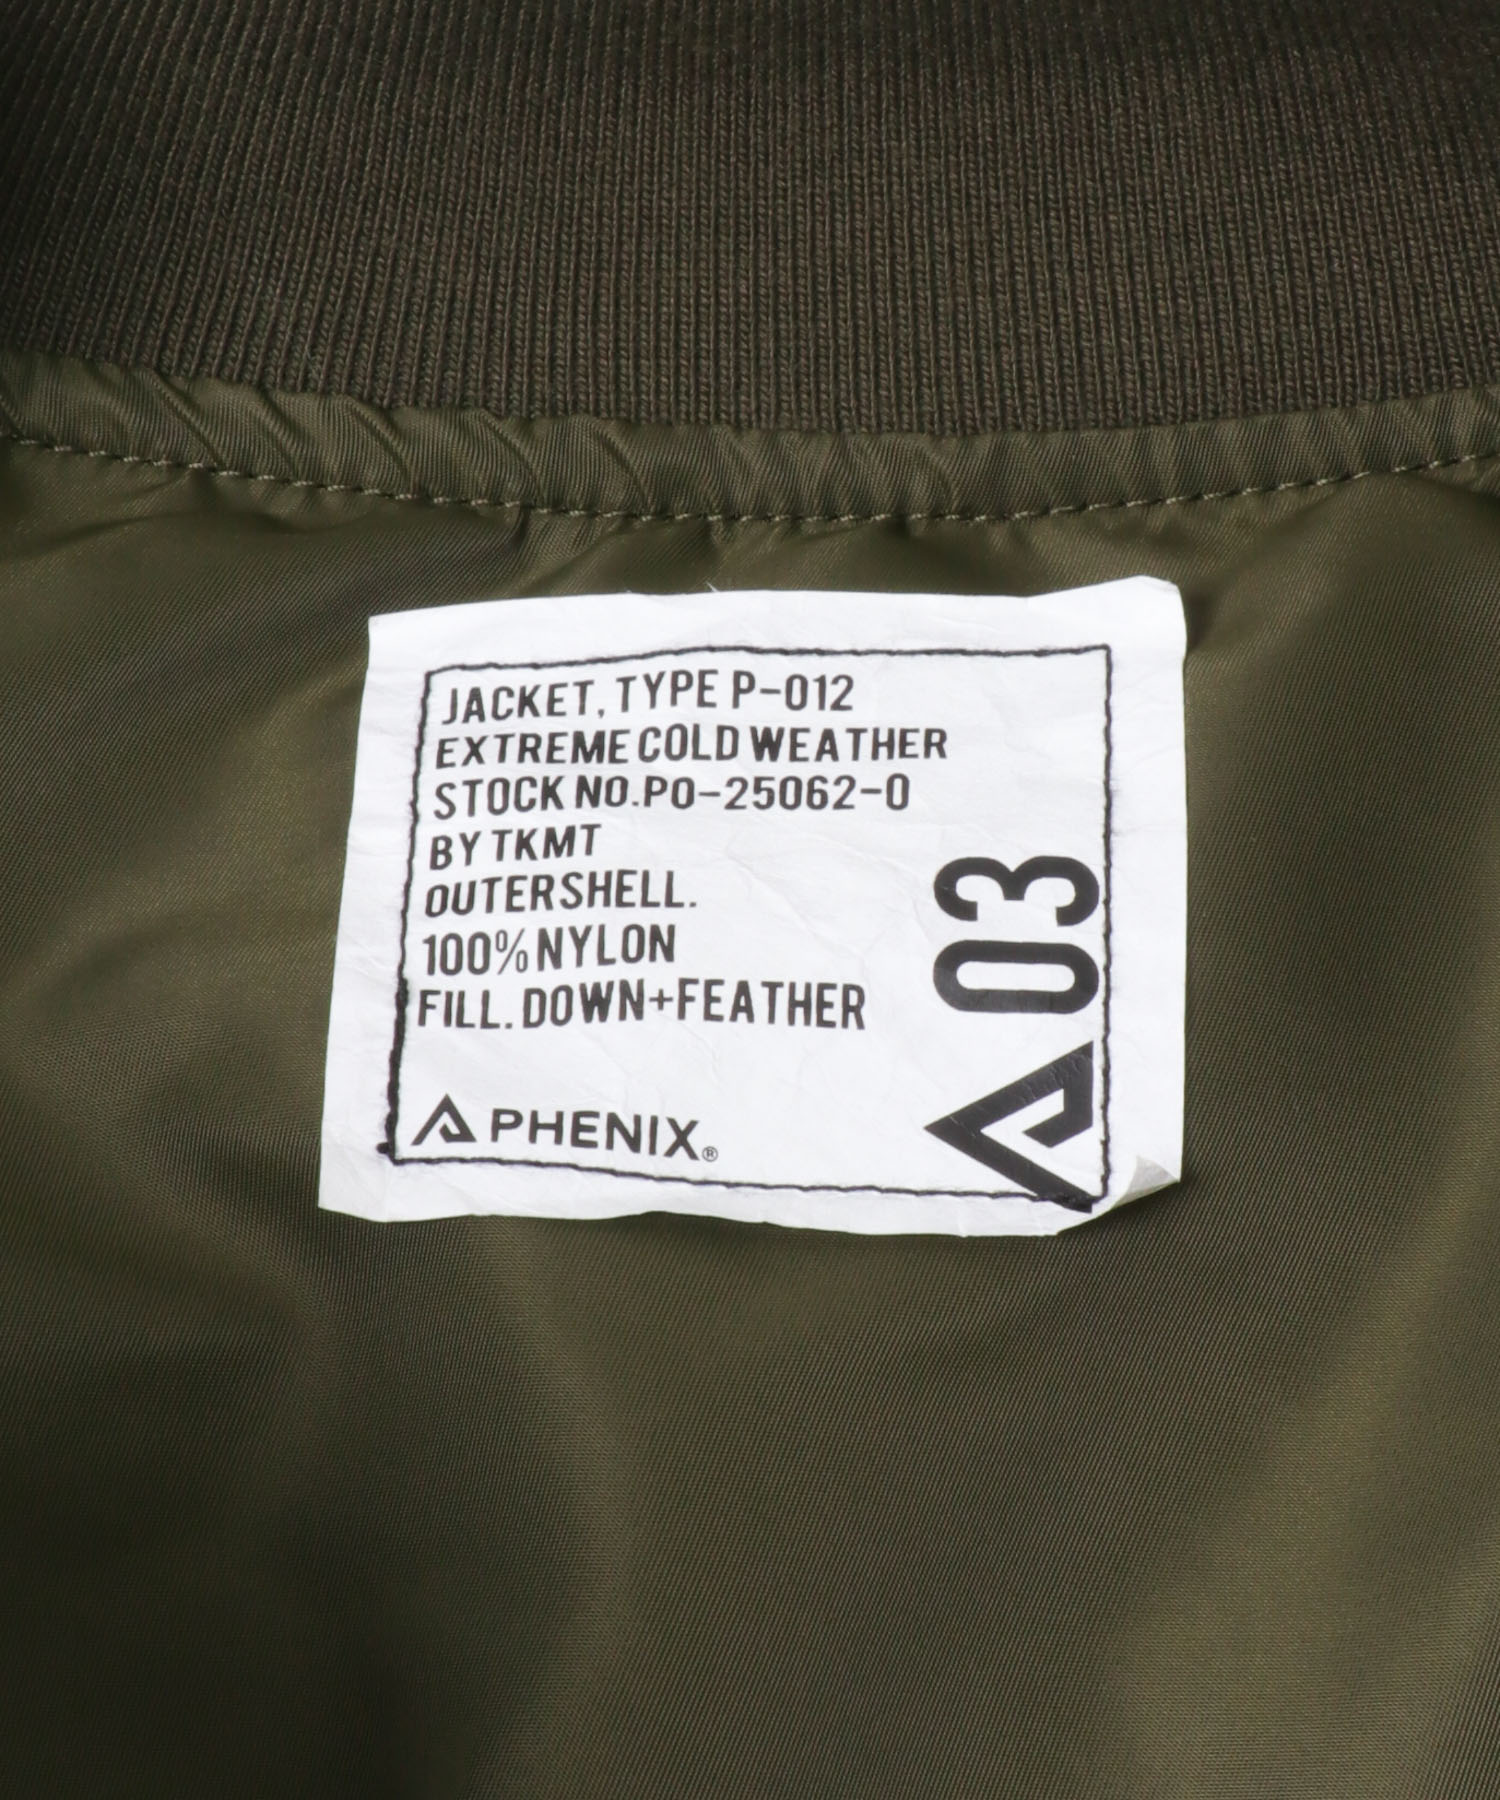 JACKET, TYPE P-012
EXTREME COLD WEATHER
STOCK NO.PO-25062-0
BY TKMT
OUTERSHELL.
100% NYLON
FILL. DOWN+FEATHER
PHENIX®
03